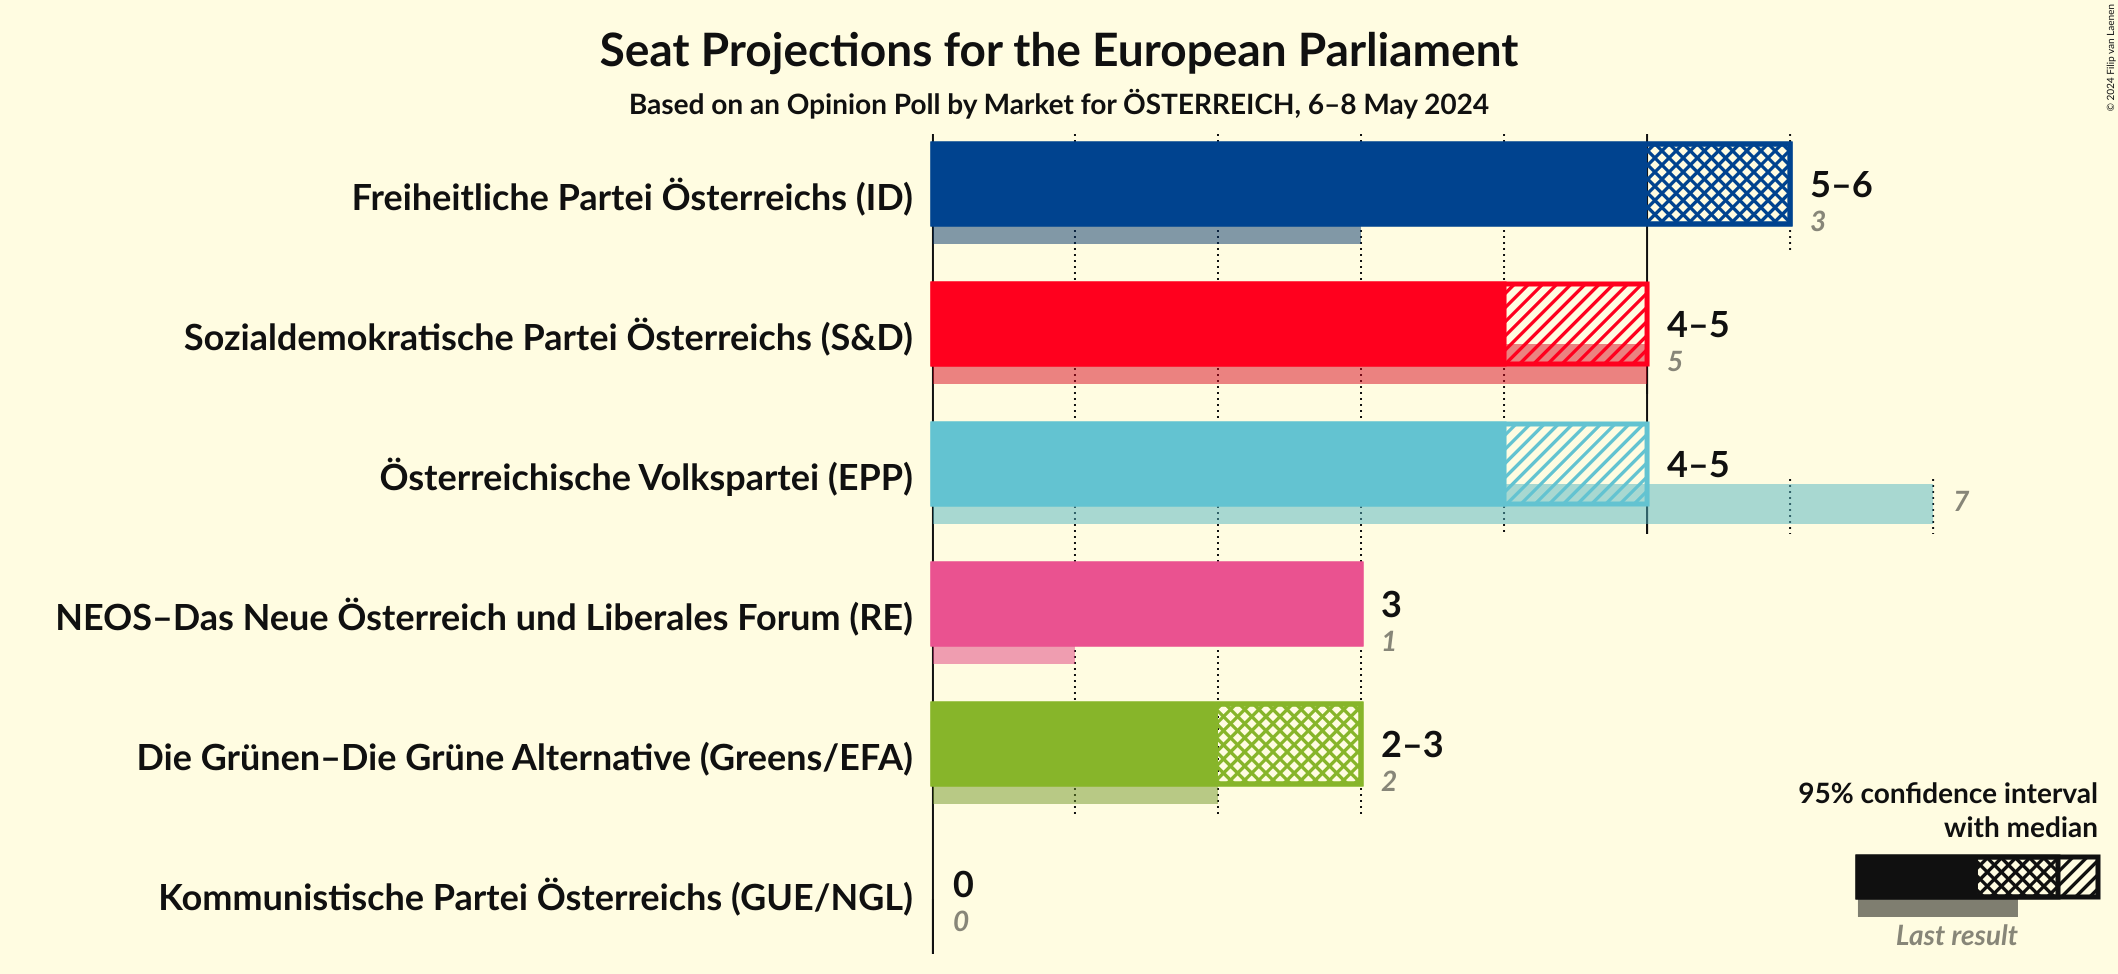 Seat Projections for the European Parliament
Based on an Opinion Poll by Market for ÖSTERREICH, 6–8 May 2024
© 2024 Filip van Laenen
Freiheitliche Partei Österreichs (ID)
5–6
3
Sozialdemokratische Partei Österreichs (S&D)
4–5
5
Österreichische Volkspartei (EPP)
4–5
7
NEOS–Das Neue Österreich und Liberales Forum (RE)
3
1
Die Grünen–Die Grüne Alternative (Greens/EFA)
2–3
2
Kommunistische Partei Österreichs (GUE/NGL)
0
0
95% confidence interval
with median
Last result